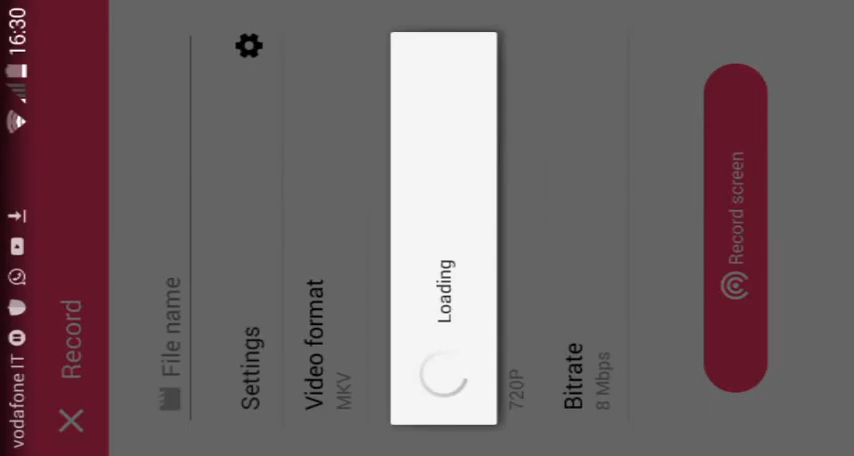 vodafone IT 16:30
Record
File name
Settings
Video format
MKV
Loading
720P
Bitrate
8 Mbps
Record screen